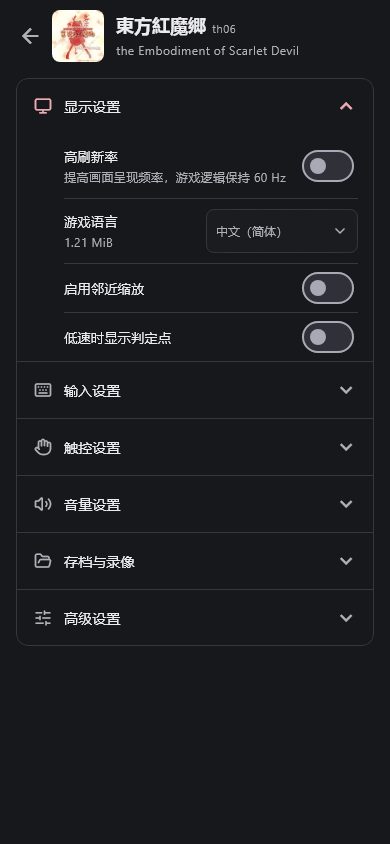 東方紅魔郷 th06
the Embodiment of Scarlet Devil
显示设置
高刷新率
提高画面呈现频率，游戏逻辑保持 60 Hz
游戏语言
1.21 MiB
中文（简体）
启用邻近缩放
低速时显示判定点
输入设置
触控设置
音量设置
存档与录像
高级设置